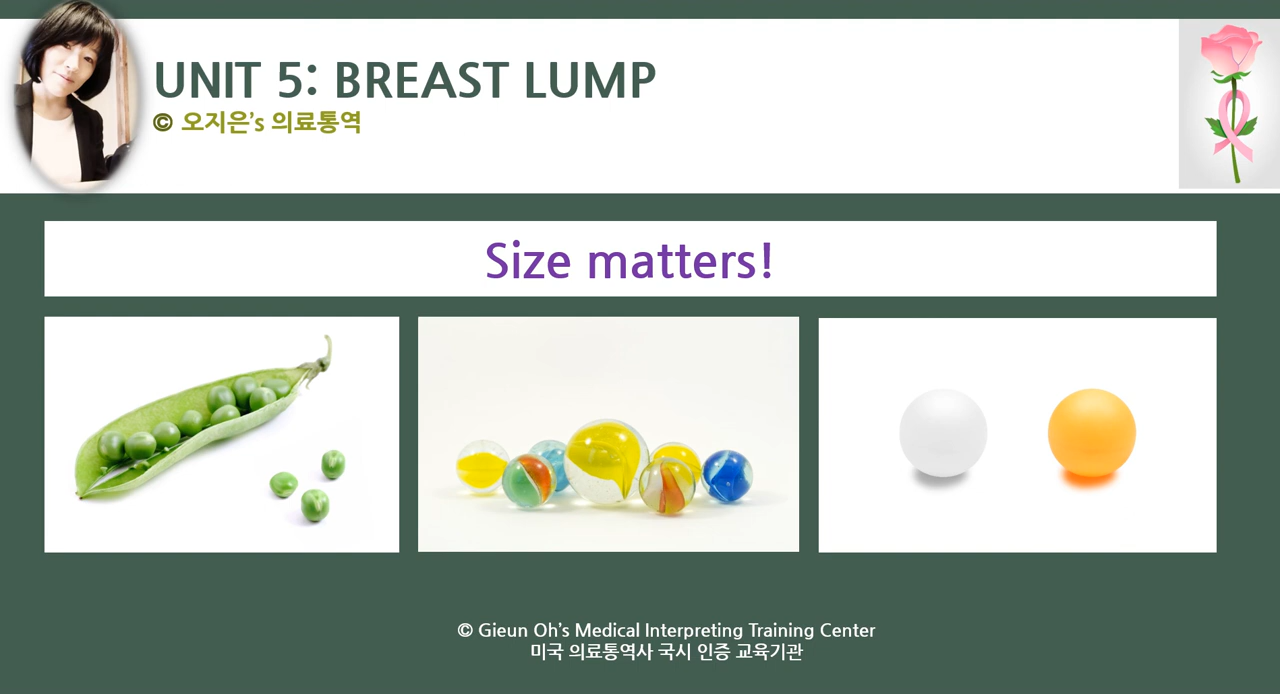 UNIT 5: BREAST LUMP
© 오지은’s 의료통역
Size matters!
© Gieun Oh’s Medical Interpreting Training Center
미국 의료통역사 국시 인증 교육기관